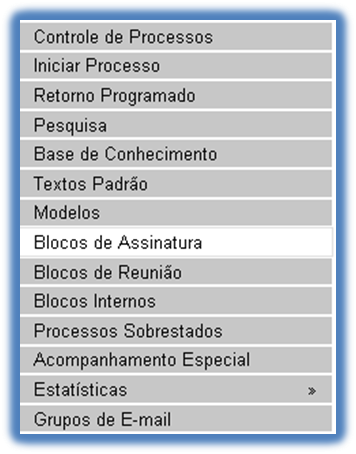 Controle de Processos
Iniciar Processo
Retorno Programado
Pesquisa
Base de Conhecimento
Textos Padrão
Modelos
Blocos de Assinatura
Blocos de Reunião
Blocos Internos
Processos Sobrestados
Acompanhamento Especial
Estatísticas »
Grupos de E-mail